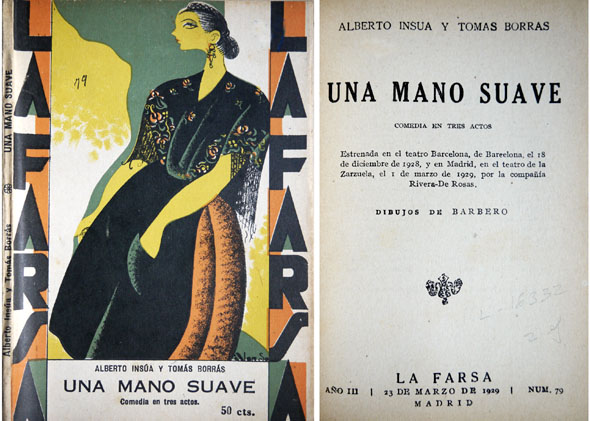 LA FARSA
Alberto Insúa y Tomás Borrás UNA MANO SUAVE
79
LA FARSA
ALBERTO INSÚA Y TOMÁS BORRÁS
UNA MANO SUAVE
Comedia en tres actos.
50 cts.
ALBERTO INSUA Y TOMAS BORRAS
UNA MANO SUAVE
COMEDIA EN TRES ACTOS
Estrenada en el teatro Barcelona, de Barcelona, el 18
de diciembre de 1928, y en Madrid, en el teatro de la
Zarzuela, el 1 de marzo de 1929, por la compañía
Rivera-De Rosas.
DIBUJOS DE BARBERO
LA FARSA
AÑO III | 23 DE MARZO DE 1929 | NUM. 79
MADRID